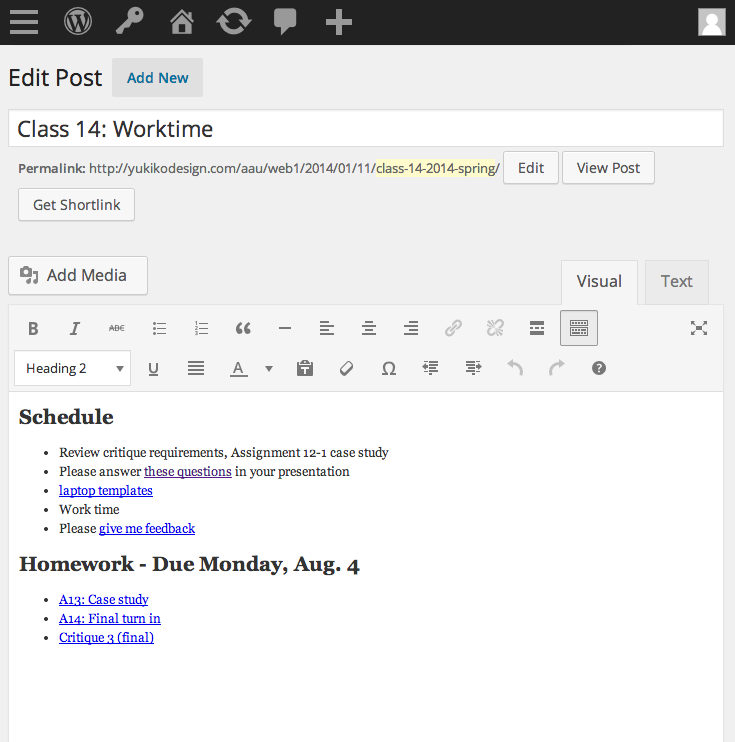 Edit Post Add New
Class 14: Worktime
Permalink: http://yukikodesign.com/aau/web1/2014/01/11/class-14-2014-spring/ Edit View Post
Get Shortlink
Add Media
Visual Text
B I ABC
Heading 2 U A T Ω ?
Schedule
• Review critique requirements, Assignment 12-1 case study
• Please answer these questions in your presentation
• laptop templates
• Work time
• Please give me feedback
Homework - Due Monday, Aug. 4
• A13: Case study
• A14: Final turn in
• Critique 3 (final)